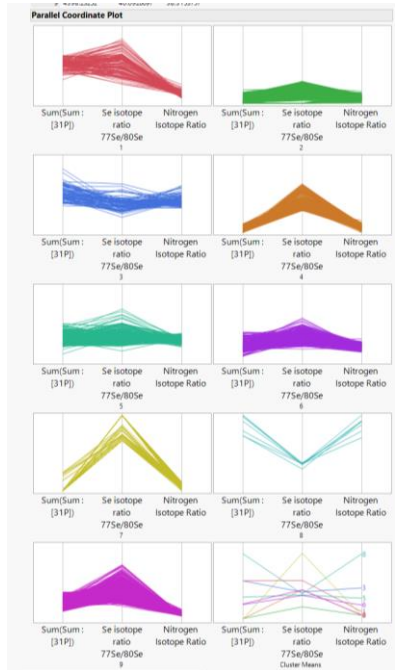 Parallel Coordinate Plot
Sum(Sum : Se isotope Nitrogen Sum(Sum : Se isotope Nitrogen
[31P]) ratio Isotope Ratio [31P]) ratio Isotope Ratio
77Se/80Se 77Se/80Se
1 2
Sum(Sum : Se isotope Nitrogen Sum(Sum : Se isotope Nitrogen
[31P]) ratio Isotope Ratio [31P]) ratio Isotope Ratio
77Se/80Se 77Se/80Se
3 4
Sum(Sum : Se isotope Nitrogen Sum(Sum : Se isotope Nitrogen
[31P]) ratio Isotope Ratio [31P]) ratio Isotope Ratio
77Se/80Se 77Se/80Se
5 6
Sum(Sum : Se isotope Nitrogen Sum(Sum : Se isotope Nitrogen
[31P]) ratio Isotope Ratio [31P]) ratio Isotope Ratio
77Se/80Se 77Se/80Se
7 8
Sum(Sum : Se isotope Nitrogen Sum(Sum : Se isotope Nitrogen
[31P]) ratio Isotope Ratio [31P]) ratio Isotope Ratio
77Se/80Se 77Se/80Se
9 Cluster Means